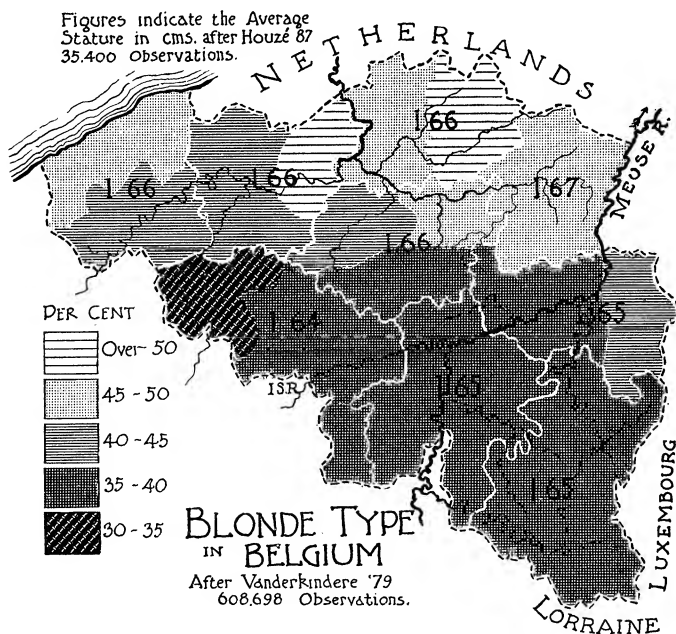 Figures indicate the Average
Stature in cms. after Houzé '87
35.400 Observations.
NETHERLANDS
MEUSE R.
1.66
1.66
1.66
1.67
1.66
1.64
1.65
1.65
1.65
I.S.R.
PER CENT
Over - 50
45 - 50
40 - 45
35 - 40
30 - 35
BLONDE TYPE
IN BELGIUM
After Vanderkindere '79
608,698 Observations.
LUXEMBOURG
LORRAINE